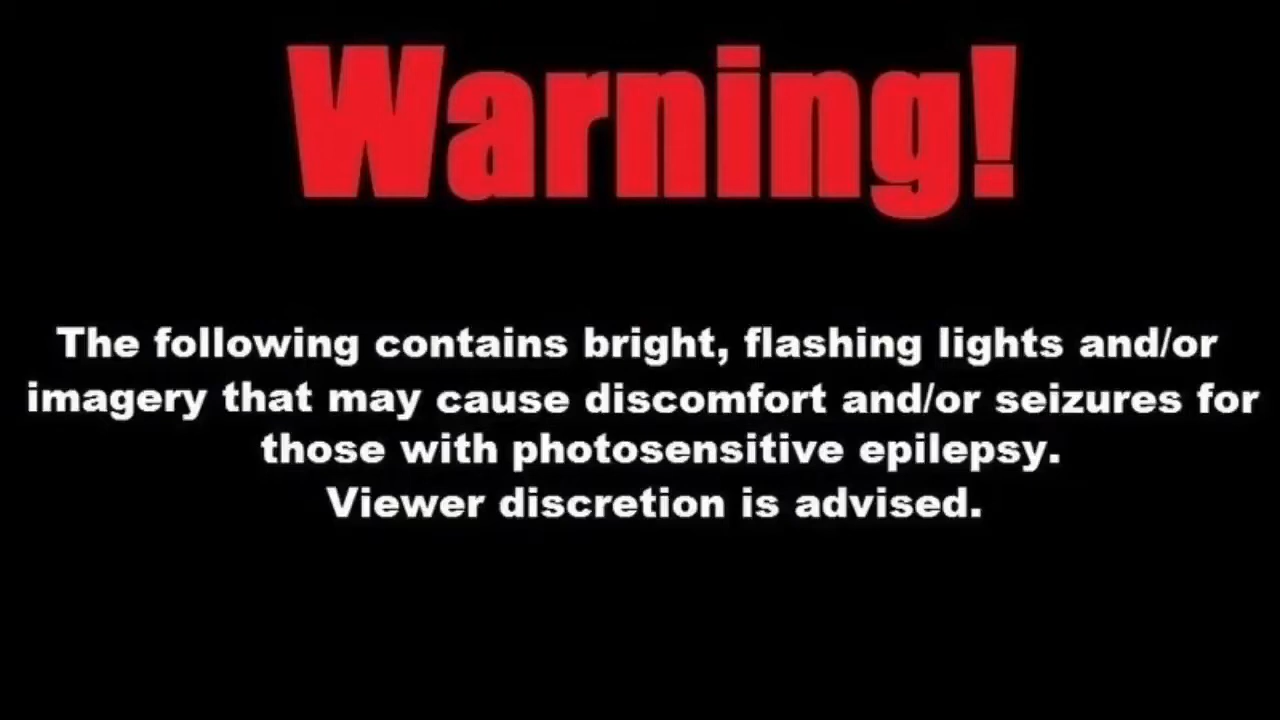 Warning!
The following contains bright, flashing lights and/or
imagery that may cause discomfort and/or seizures for
those with photosensitive epilepsy.
Viewer discretion is advised.